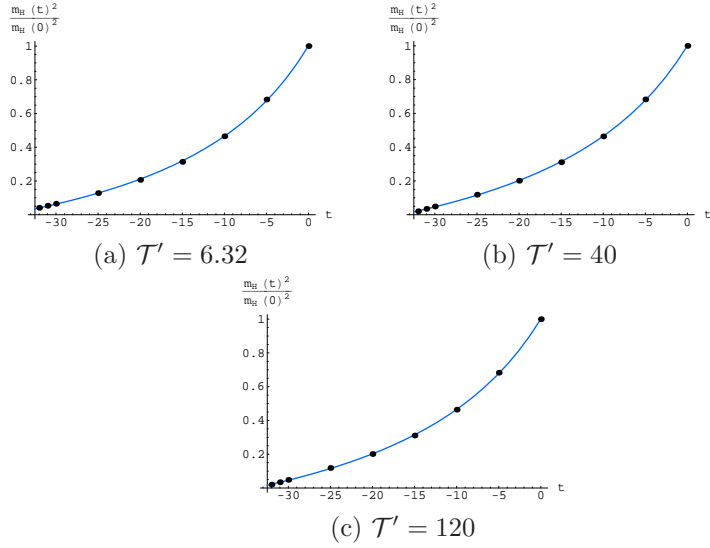 m_H (t)^2
m_H (0)^2
1
0.8
0.6
0.4
0.2
-30 -25 -20 -15 -10 -5 0 t
(a) 𝒯′ = 6.32
m_H (t)^2
m_H (0)^2
1
0.8
0.6
0.4
0.2
-30 -25 -20 -15 -10 -5 0 t
(b) 𝒯′ = 40
m_H (t)^2
m_H (0)^2
1
0.8
0.6
0.4
0.2
-30 -25 -20 -15 -10 -5 0 t
(c) 𝒯′ = 120